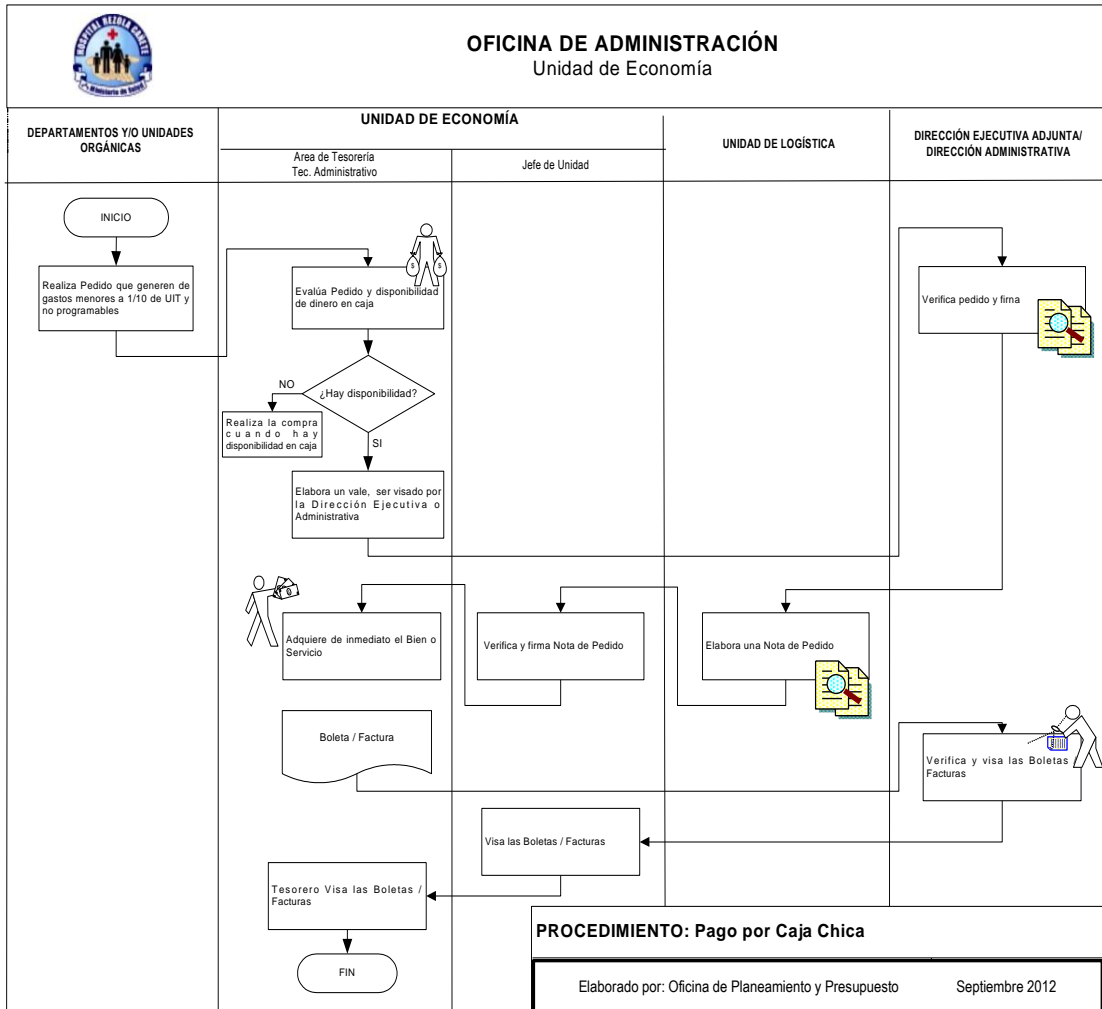 HOSPITAL REZOLA CAÑETE
Ministerio de Salud
OFICINA DE ADMINISTRACIÓN
Unidad de Economía
DEPARTAMENTOS Y/O UNIDADES
ORGÁNICAS
UNIDAD DE ECONOMÍA
Area de Tesorería
Tec. Administrativo
Jefe de Unidad
UNIDAD DE LOGÍSTICA
DIRECCIÓN EJECUTIVA ADJUNTA/
DIRECCIÓN ADMINISTRATIVA
INICIO
Realiza Pedido que generen de
gastos menores a 1/10 de UIT y
no programables
$ $
Evalúa Pedido y disponibilidad
de dinero en caja
Verifica pedido y firma
¿Hay disponibilidad?
NO
Realiza la compra
cuando hay
disponibilidad en caja
SI
Elabora un vale, ser visado por
la Dirección Ejecutiva o
Administrativa
Adquiere de inmediato el Bien o
Servicio
Verifica y firma Nota de Pedido
Elabora una Nota de Pedido
Boleta / Factura
Verifica y visa las Boletas
Facturas
Visa las Boletas / Facturas
Tesorero Visa las Boletas /
Facturas
FIN
PROCEDIMIENTO: Pago por Caja Chica
Elaborado por: Oficina de Planeamiento y Presupuesto Septiembre 2012